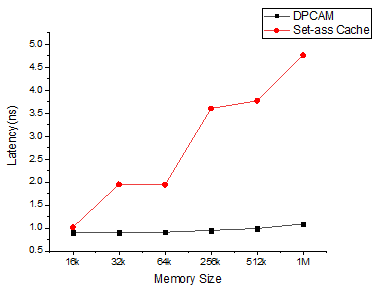 DPCAM
Set-ass Cache
5.0
4.5
4.0
3.5
3.0
2.5
2.0
1.5
1.0
0.5
Latency(ns)
16k
32k
64k
256k
512k
1M
Memory Size